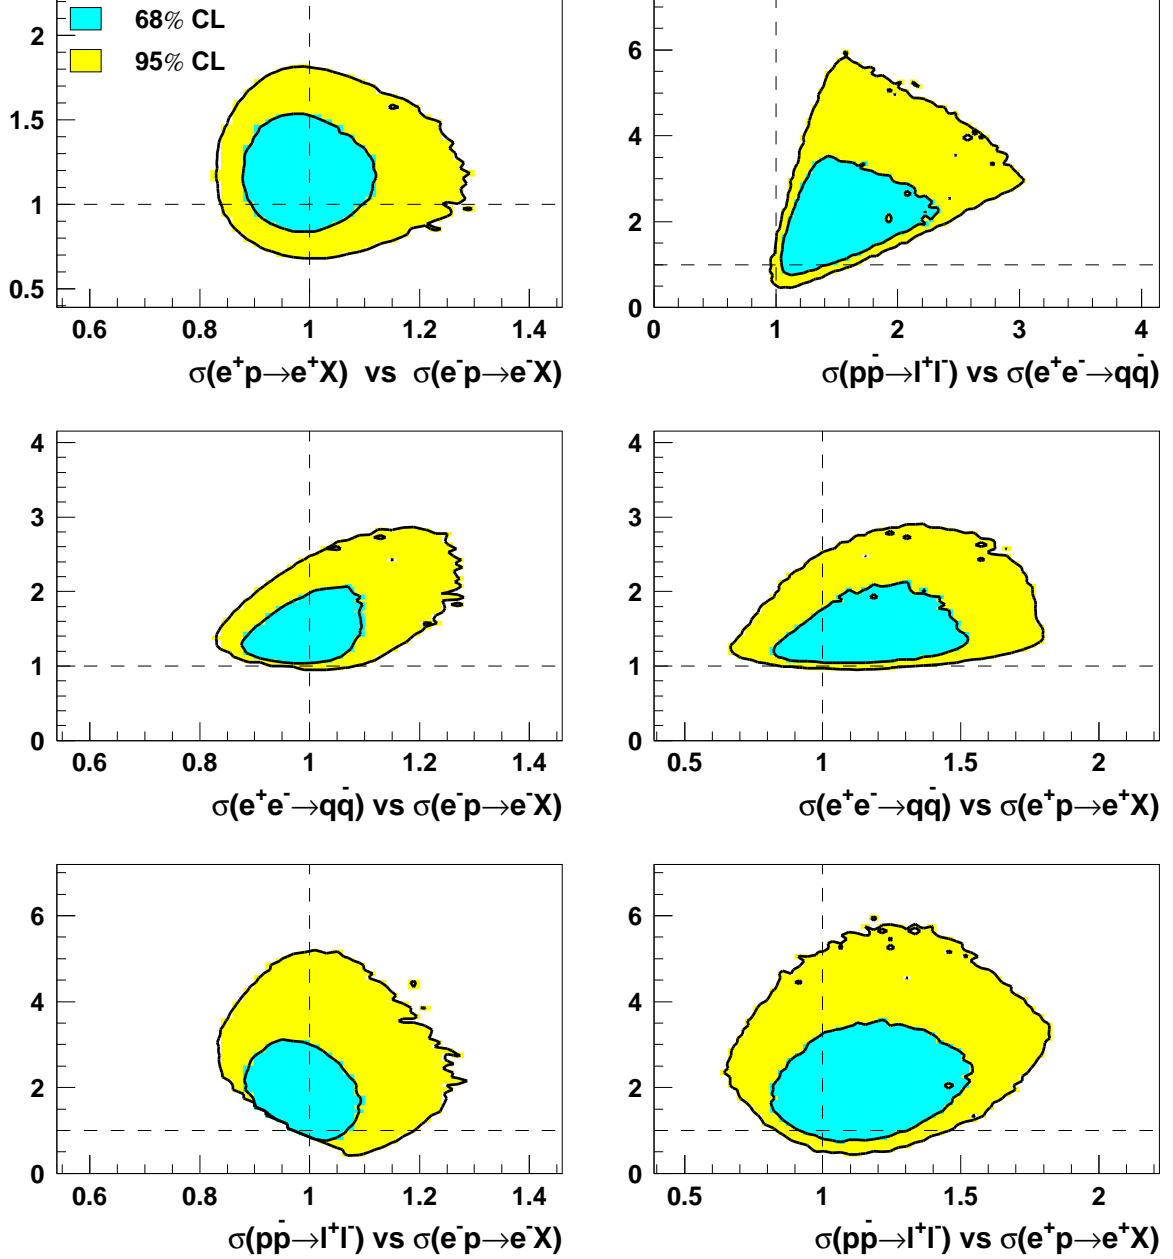 68% CL
95% CL
2
1.5
1
0.5
0.6 0.8 1 1.2 1.4
σ(e⁺p→e⁺X) vs σ(e⁻p→e⁻X)
6
4
2
0
0 1 2 3 4
σ(pp̄→l⁺l⁻) vs σ(e⁺e⁻→qq̄)
4
3
2
1
0
0.6 0.8 1 1.2 1.4
σ(e⁺e⁻→qq̄) vs σ(e⁻p→e⁻X)
4
3
2
1
0
0.5 1 1.5 2
σ(e⁺e⁻→qq̄) vs σ(e⁺p→e⁺X)
6
4
2
0
0.6 0.8 1 1.2 1.4
σ(pp̄→l⁺l⁻) vs σ(e⁻p→e⁻X)
6
4
2
0
0.5 1 1.5 2
σ(pp̄→l⁺l⁻) vs σ(e⁺p→e⁺X)